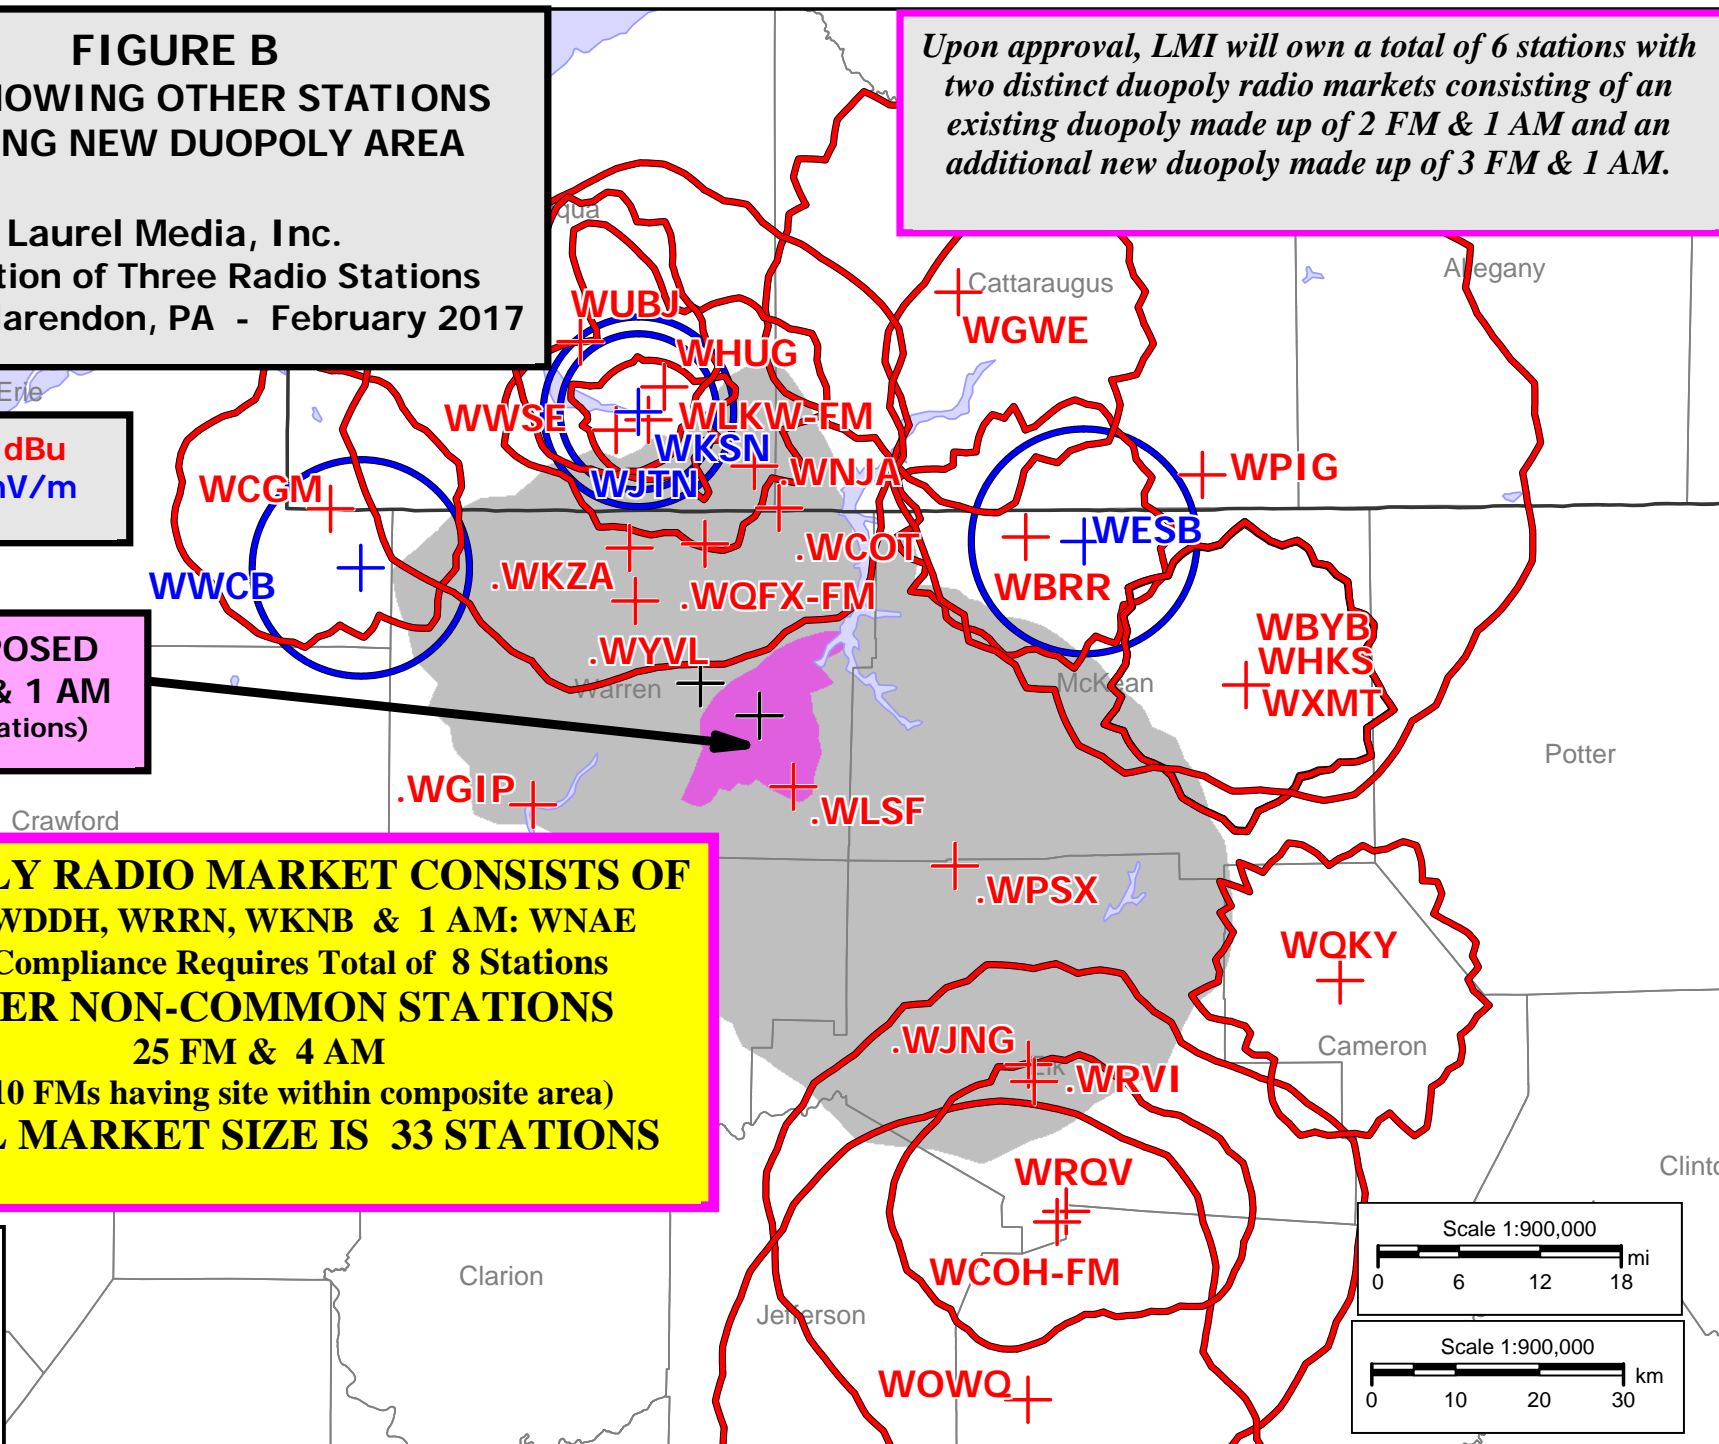 FIGURE B
HOWING OTHER STATIONS
NG NEW DUOPOLY AREA
Laurel Media, Inc.
tion of Three Radio Stations
larendon, PA - February 2017
Upon approval, LMI will own a total of 6 stations with
two distinct duopoly radio markets consisting of an
existing duopoly made up of 2 FM & 1 AM and an
additional new duopoly made up of 3 FM & 1 AM.
qua
Cattaraugus
Allegany
WUBJ
WGWE
WHUG
Erie
WWSE
WLKW-FM
dBu
WKSN
V/m
WJTN
.WNJA
WPIG
WCGM
WESB
.WCOT
WWCB
.WKZA
WBRR
.WQFX-FM
WBYB
WHKS
WXMT
POSED
& 1 AM
ations)
.WYVL
Warren
McKean
Potter
.WGIP
.WLSF
Crawford
LY RADIO MARKET CONSISTS OF
WDDH, WRRN, WKNB & 1 AM: WNAE
Compliance Requires Total of 8 Stations
ER NON-COMMON STATIONS
25 FM & 4 AM
10 FMs having site within composite area)
L MARKET SIZE IS 33 STATIONS
.WPSX
WQKY
.WJNG
Elk
.WRVI
Cameron
WRQV
Clinto
WCOH-FM
Clarion
Jefferson
WOWQ
Scale 1:900,000
mi
0 6 12 18
Scale 1:900,000
km
0 10 20 30